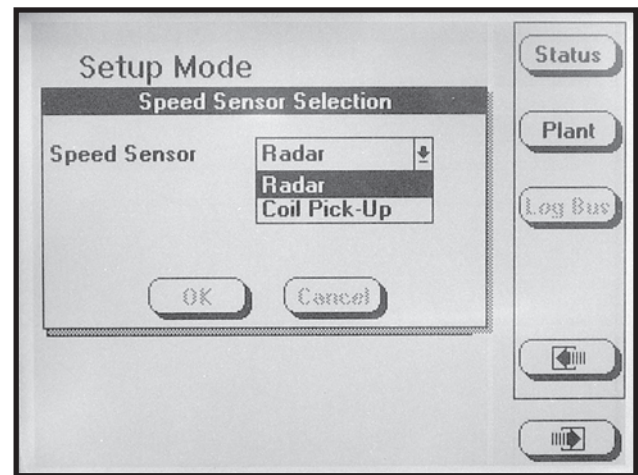 Setup Mode
Speed Sensor Selection
Speed Sensor
Radar
Radar
Coil Pick-Up
OK
Cancel
Status
Plant
Log Bus